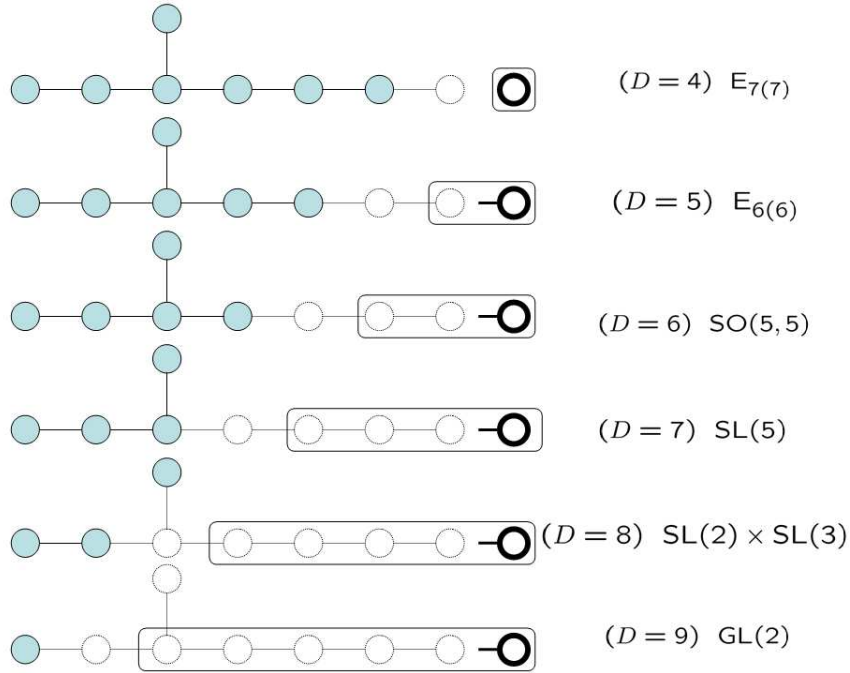 (D = 4) E₇₍₇₎
(D = 5) E₆₍₆₎
(D = 6) SO(5, 5)
(D = 7) SL(5)
(D = 8) SL(2) × SL(3)
(D = 9) GL(2)